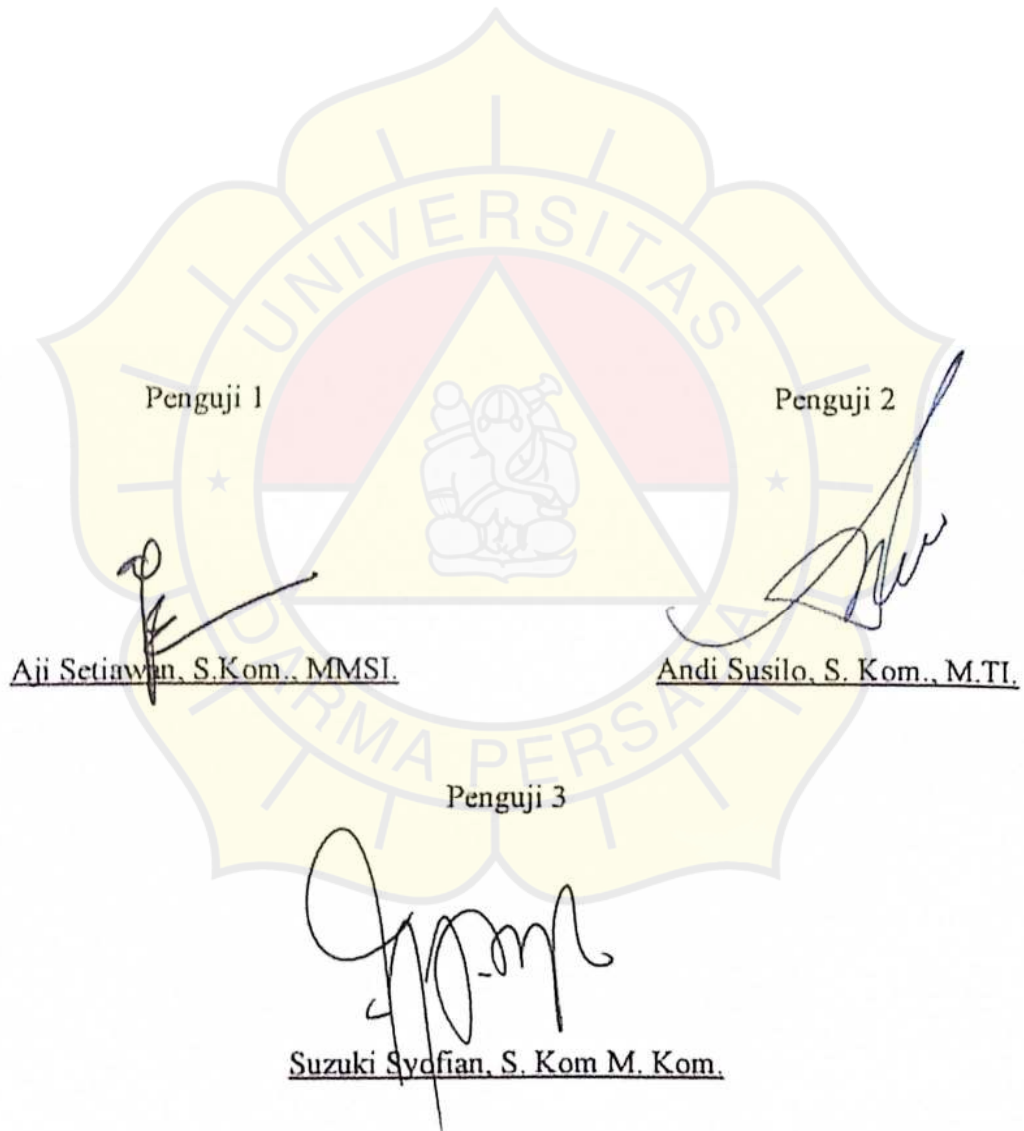 UNIVERSITAS
Penguji 1
Penguji 2
Aji Setiawan, S.Kom., MMSI.
Andi Susilo, S. Kom., M.TI.
DARMA PERSADA
Penguji 3
Suzuki Syofian, S. Kom M. Kom.